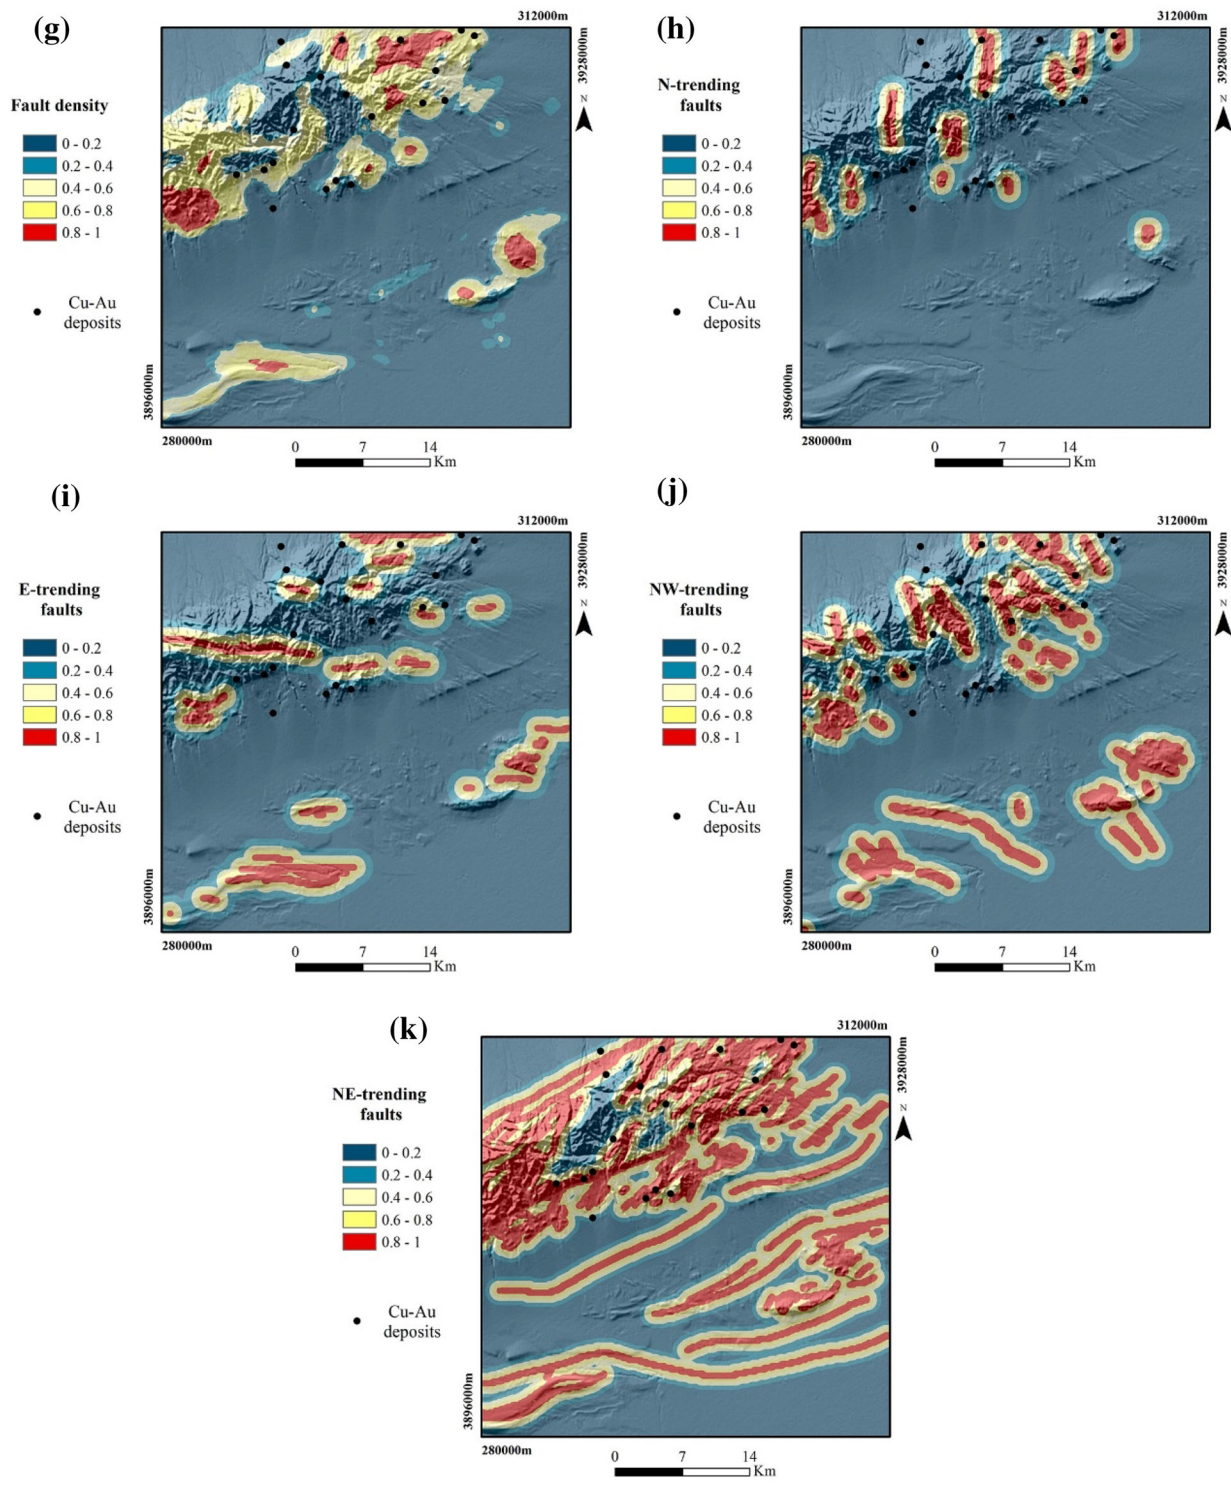 (g)
312000m
3928000m
N
Fault density
0 - 0.2
0.2 - 0.4
0.4 - 0.6
0.6 - 0.8
0.8 - 1
Cu-Au
deposits
3896000m
280000m
0 7 14
Km
(h)
312000m
3928000m
N
N-trending
faults
0 - 0.2
0.2 - 0.4
0.4 - 0.6
0.6 - 0.8
0.8 - 1
Cu-Au
deposits
3896000m
280000m
0 7 14
Km
(i)
312000m
3928000m
N
E-trending
faults
0 - 0.2
0.2 - 0.4
0.4 - 0.6
0.6 - 0.8
0.8 - 1
Cu-Au
deposits
3896000m
280000m
0 7 14
Km
(j)
312000m
3928000m
N
NW-trending
faults
0 - 0.2
0.2 - 0.4
0.4 - 0.6
0.6 - 0.8
0.8 - 1
Cu-Au
deposits
3896000m
280000m
0 7 14
Km
(k)
312000m
3928000m
N
NE-trending
faults
0 - 0.2
0.2 - 0.4
0.4 - 0.6
0.6 - 0.8
0.8 - 1
Cu-Au
deposits
3896000m
280000m
0 7 14
Km